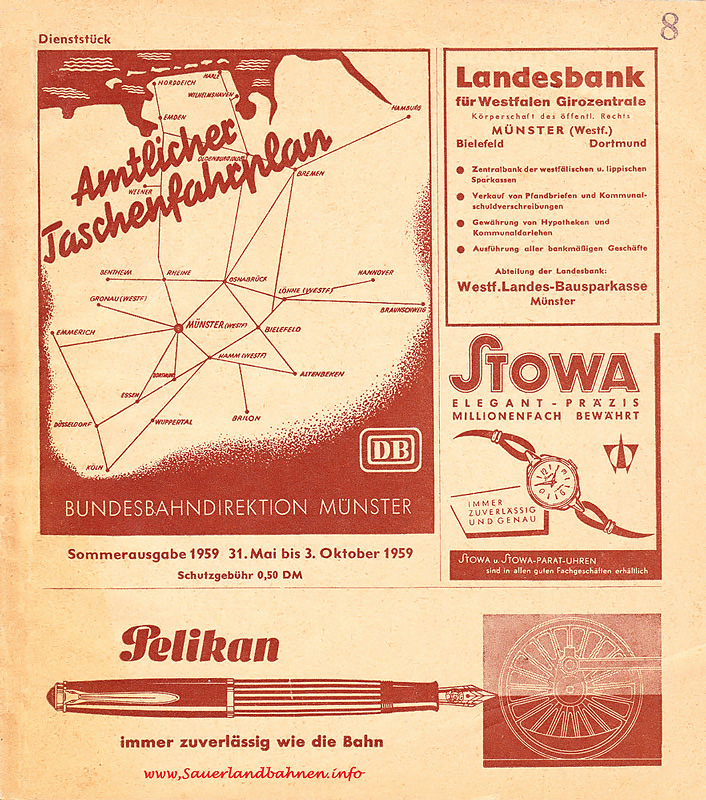 8
Dienststück
NORDDEICH
HARLE
WILHELMSHAVEN
HAMBURG
EMDEN
Amtlicher
OLDENBURG (OLDB)
Taschenfahrplan
BREMEN
WEENER
BENTHEIM
RHEINE
OSNABRÜCK
HANNOVER
GRONAU (WESTF)
LÖHNE (WESTF)
BRAUNSCHWEIG
EMMERICH
MÜNSTER (WESTF)
BIELEFELD
HAMM (WESTF)
DORTMUND
ALTENBEKEN
ESSEN
DÜSSELDORF
WUPPERTAL
BRILON
KÖLN
DB
BUNDESBAHNDIREKTION MÜNSTER
Sommerausgabe 1959 31. Mai bis 3. Oktober 1959
Schutzgebühr 0,50 DM
Landesbank
für Westfalen Girozentrale
Körperschaft des öffentl. Rechts
MÜNSTER (Westf.)
Bielefeld Dortmund
Zentralbank der westfälischen u. lippischen
Sparkassen
Verkauf von Pfandbriefen und Kommunal-
schuldverschreibungen
Gewährung von Hypotheken und
Kommunaldarlehen
Ausführung aller bankmäßigen Geschäfte
Abteilung der Landesbank:
Westf. Landes-Bausparkasse
Münster
STOWA
ELEGANT - PRÄZIS
MILLIONENFACH BEWÄHRT
IMMER
ZUVERLÄSSIG
UND GENAU
STOWA u. STOWA-PARAT-UHREN
sind in allen guten Fachgeschäften erhältlich
Pelikan
immer zuverlässig wie die Bahn
www.Sauerlandbahnen.info